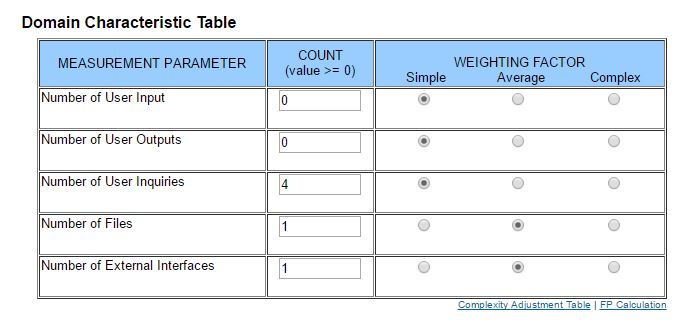 Domain Characteristic Table
MEASUREMENT PARAMETER
COUNT
(value >= 0)
WEIGHTING FACTOR
Simple Average Complex
Number of User Input 0
Number of User Outputs 0
Number of User Inquiries 4
Number of Files 1
Number of External Interfaces 1
Complexity Adjustment Table | FP Calculation